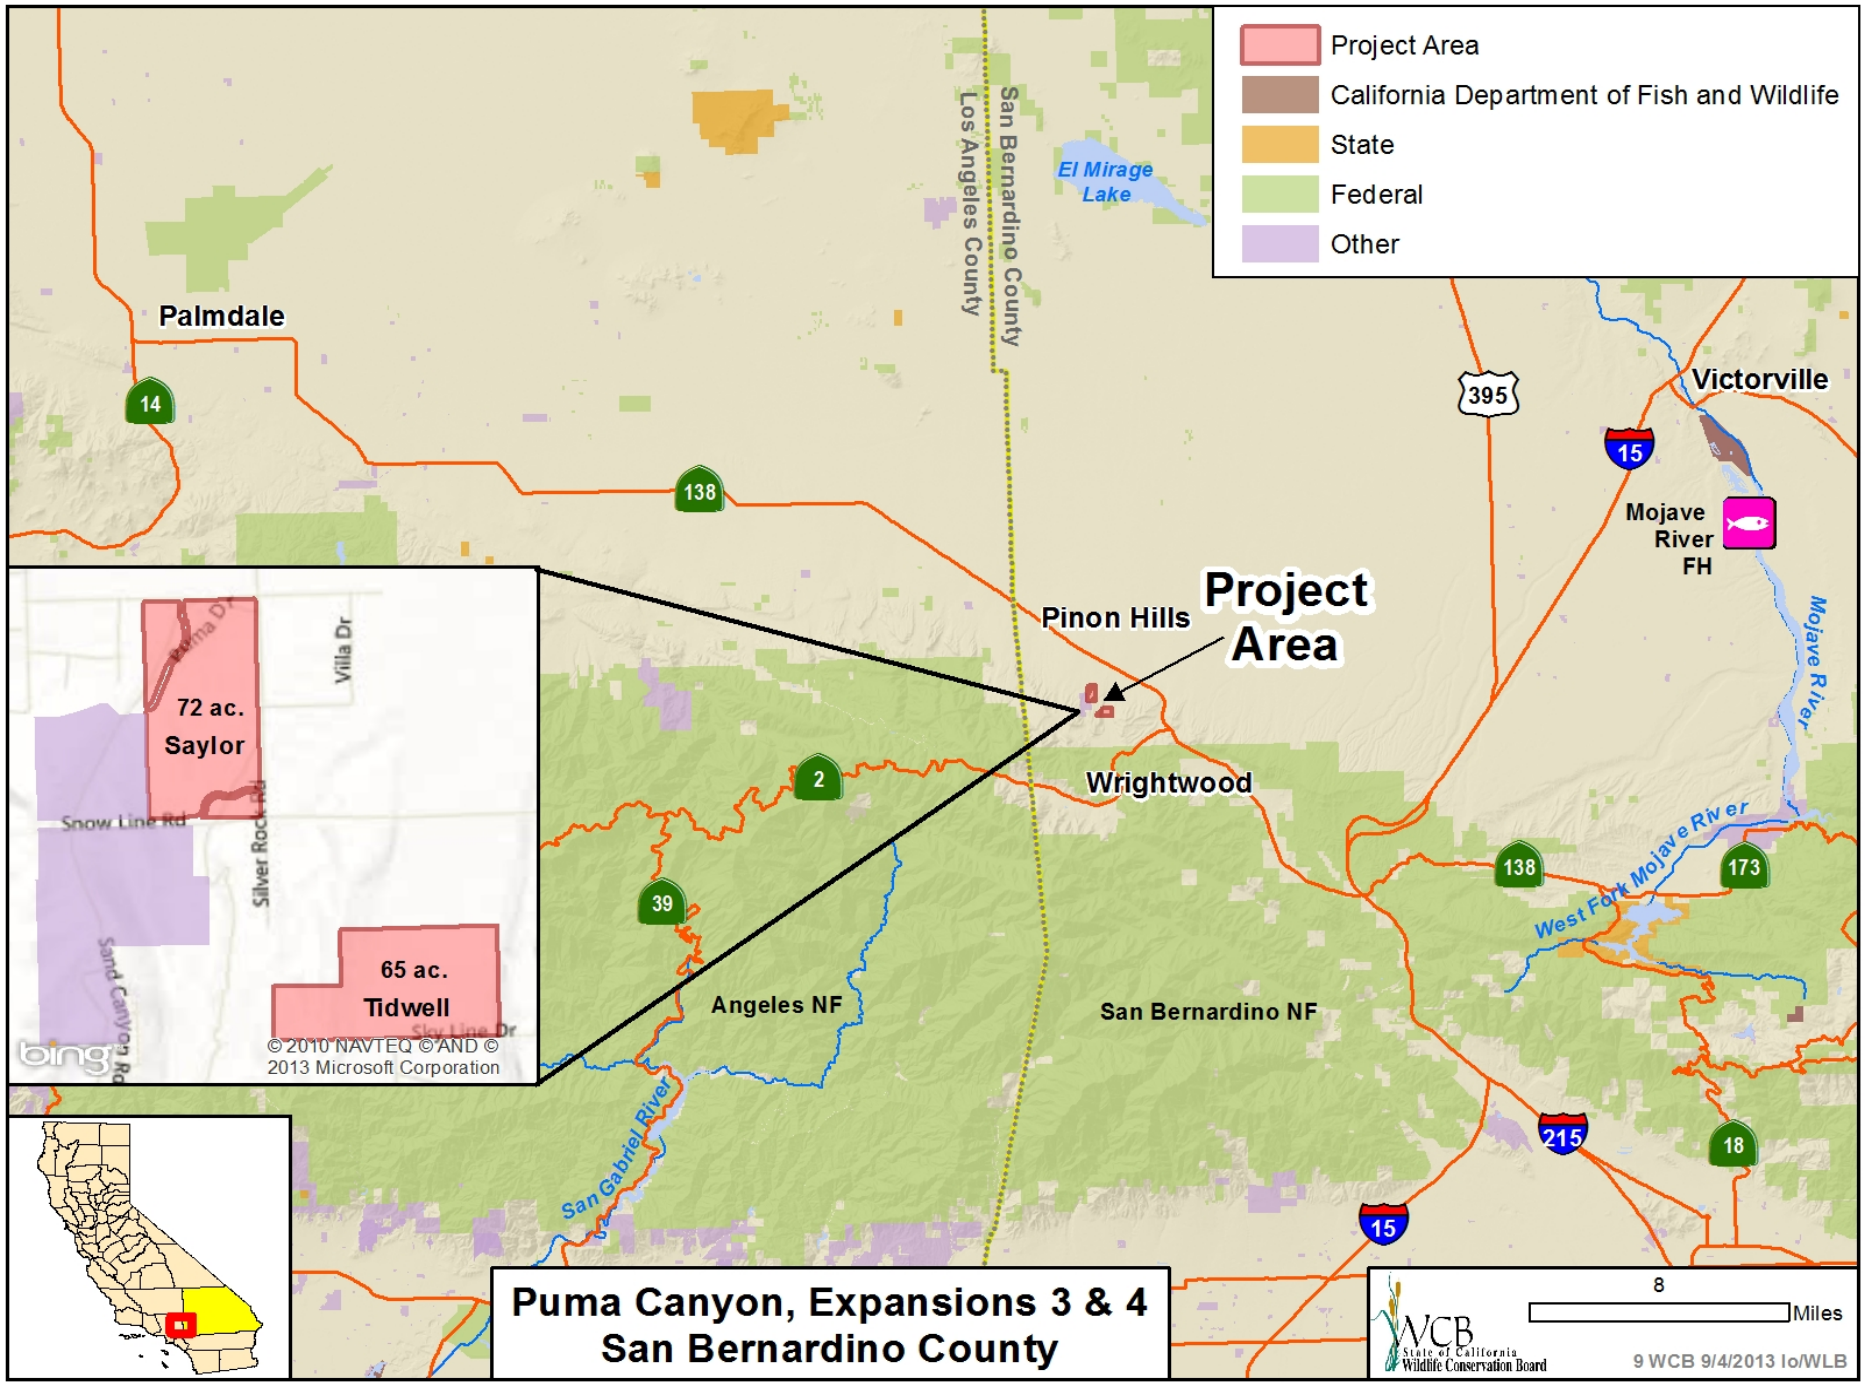 Project Area
California Department of Fish and Wildlife
State
Federal
Other
Los Angeles County
San Bernardino County
El Mirage
Lake
Palmdale
14
138
395
Victorville
15
Mojave
River
FH
Mojave River
Pinon Hills
Project
Area
Wrightwood
2
39
138
173
West Fork Mojave River
Angeles NF
San Bernardino NF
San Gabriel River
215
18
15
Puma Dr
Villa Dr
72 ac.
Saylor
Snow Line Rd
Silver Rock Rd
Sand Canyon Rd
65 ac.
Tidwell
Sky Line Dr
bing
© 2010 NAVTEQ © AND ©
2013 Microsoft Corporation
Puma Canyon, Expansions 3 & 4
San Bernardino County
WCB
State of California
Wildlife Conservation Board
8
Miles
9 WCB 9/4/2013 lo/WLB